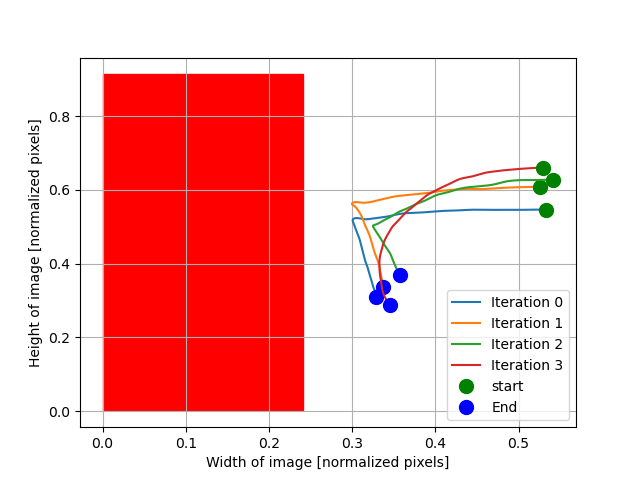 Height of image [normalized pixels]
0.8
0.6
0.4
0.2
0.0
Iteration 0
Iteration 1
Iteration 2
Iteration 3
start
End
0.0 0.1 0.2 0.3 0.4 0.5
Width of image [normalized pixels]